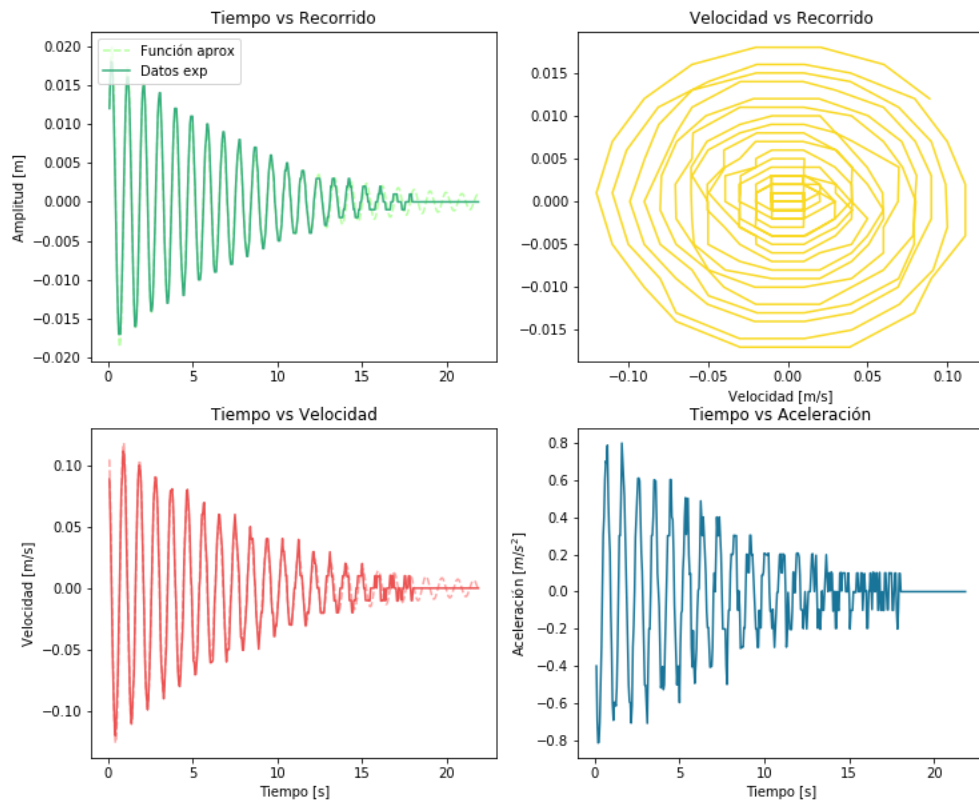 Tiempo vs Recorrido
Función aprox
Datos exp
Amplitud [m]
0.020
0.015
0.010
0.005
0.000
−0.005
−0.010
−0.015
−0.020
0 5 10 15 20
Velocidad vs Recorrido
0.015
0.010
0.005
0.000
−0.005
−0.010
−0.015
−0.10 −0.05 0.00 0.05 0.10
Velocidad [m/s]
Tiempo vs Velocidad
Velocidad [m/s]
0.10
0.05
0.00
−0.05
−0.10
0 5 10 15 20
Tiempo [s]
Tiempo vs Aceleración
Aceleración [m/s²]
0.8
0.6
0.4
0.2
0.0
−0.2
−0.4
−0.6
−0.8
0 5 10 15 20
Tiempo [s]